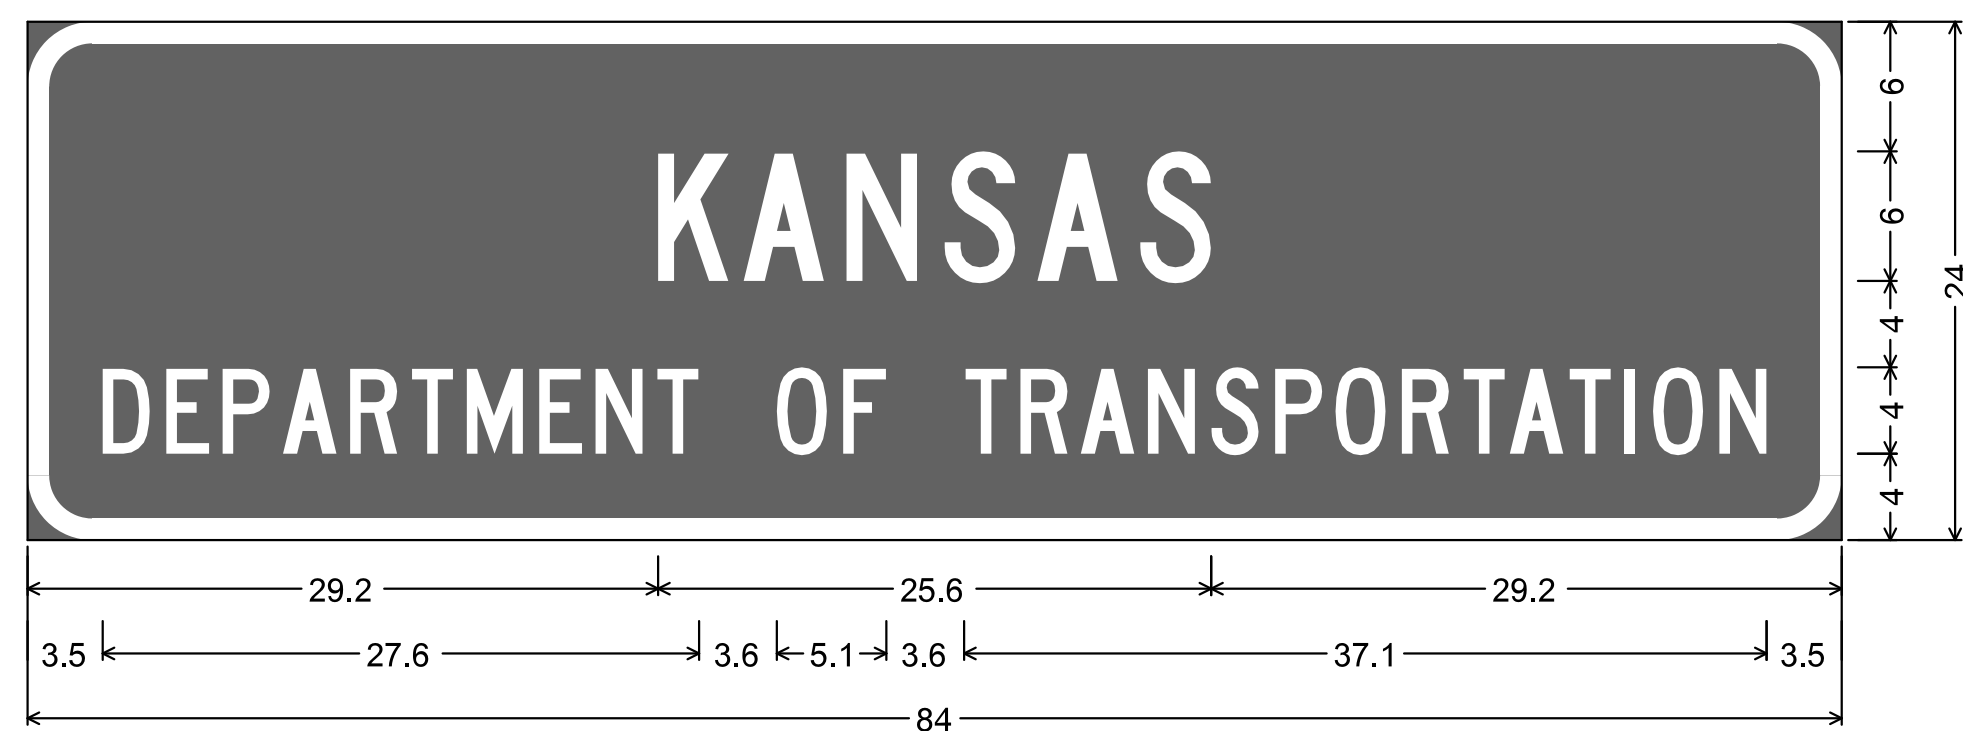 KANSAS
DEPARTMENT OF TRANSPORTATION
6
6
4
4
4
24
29.2 25.6 29.2
3.5 27.6 3.6 5.1 3.6 37.1 3.5
84